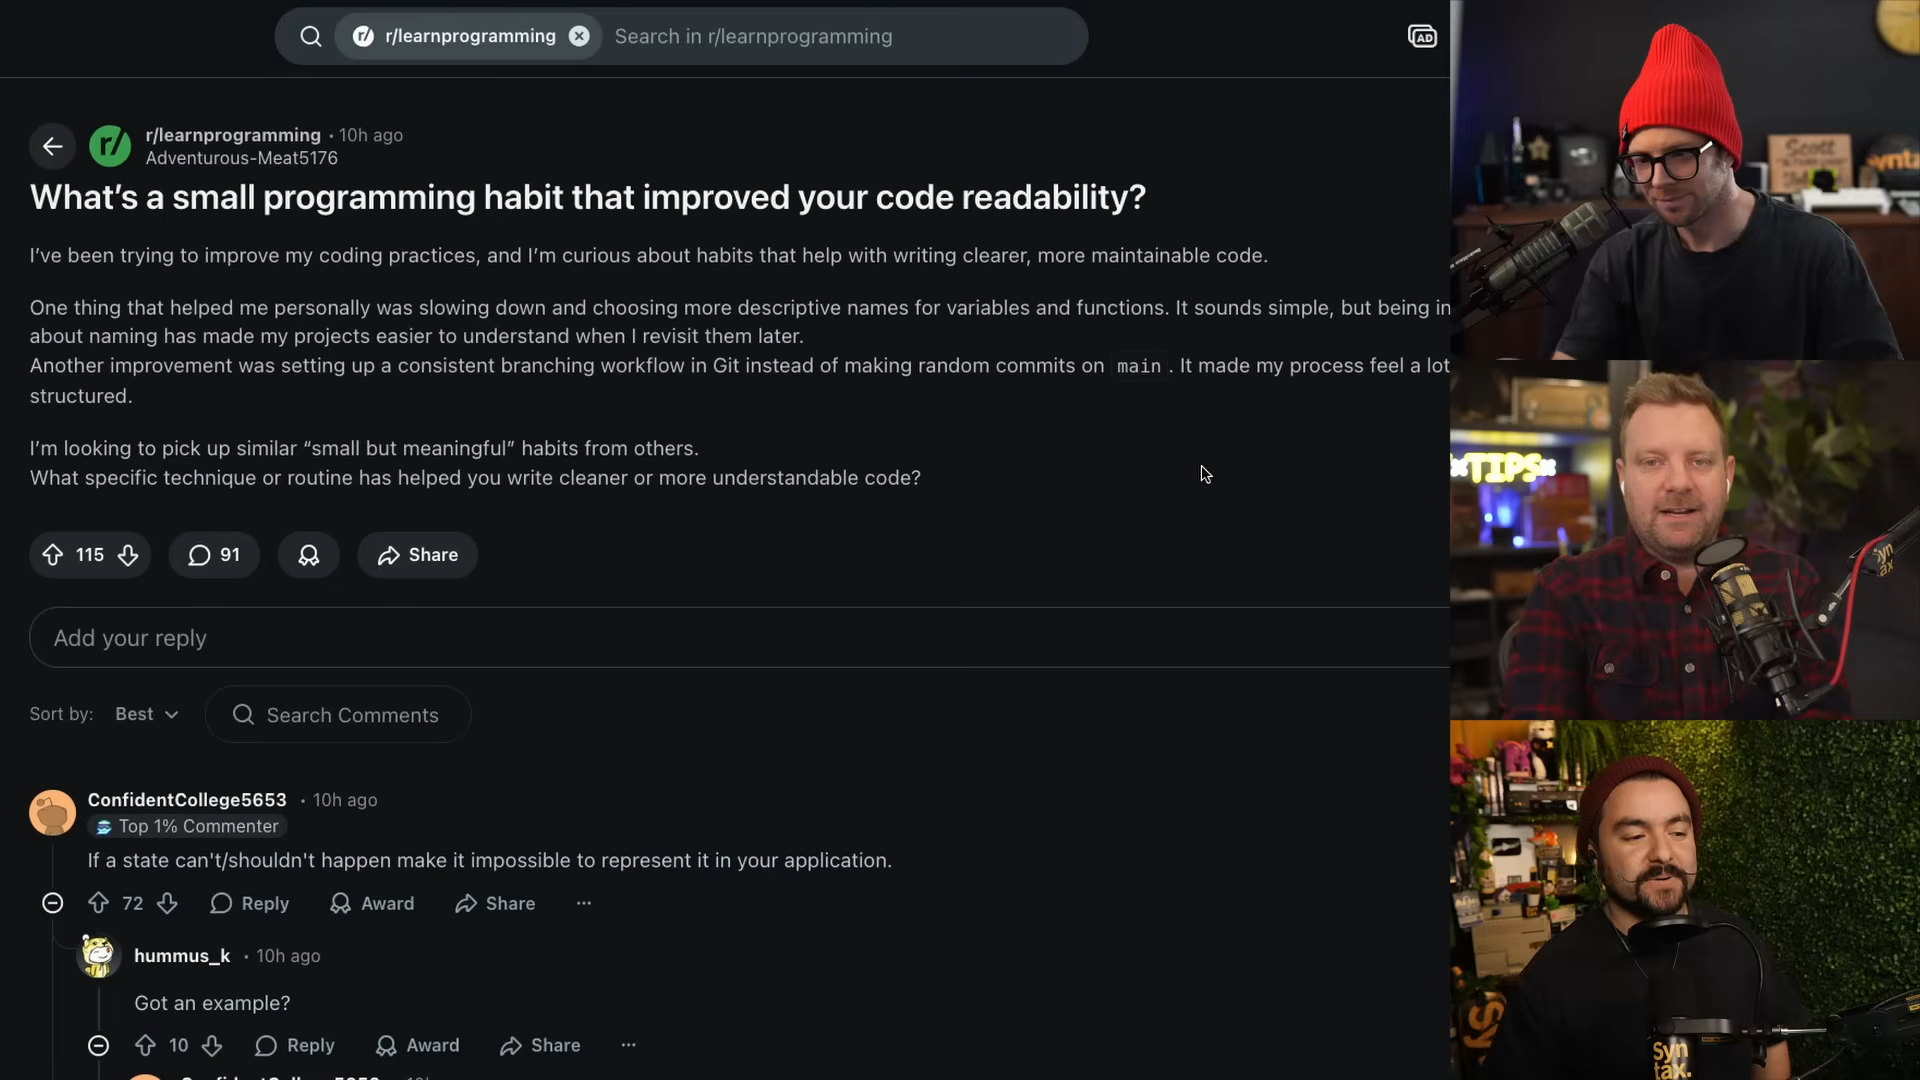 r/learnprogramming
Search in r/learnprogramming
AD
r/learnprogramming • 10h ago
Adventurous-Meat5176
What's a small programming habit that improved your code readability?
I've been trying to improve my coding practices, and I'm curious about habits that help with writing clearer, more maintainable code.
One thing that helped me personally was slowing down and choosing more descriptive names for variables and functions. It sounds simple, but being in
about naming has made my projects easier to understand when I revisit them later.
Another improvement was setting up a consistent branching workflow in Git instead of making random commits on main. It made my process feel a lot
structured.
I'm looking to pick up similar “small but meaningful” habits from others.
What specific technique or routine has helped you write cleaner or more understandable code?
115
91
Share
Add your reply
Sort by: Best
Search Comments
ConfidentCollege5653 • 10h ago
Top 1% Commenter
If a state can't/shouldn't happen make it impossible to represent it in your application.
72 Reply Award Share
hummus_k • 10h ago
Got an example?
10 Reply Award Share
Scott
TIPS
Syn
tax
Syn
tax.